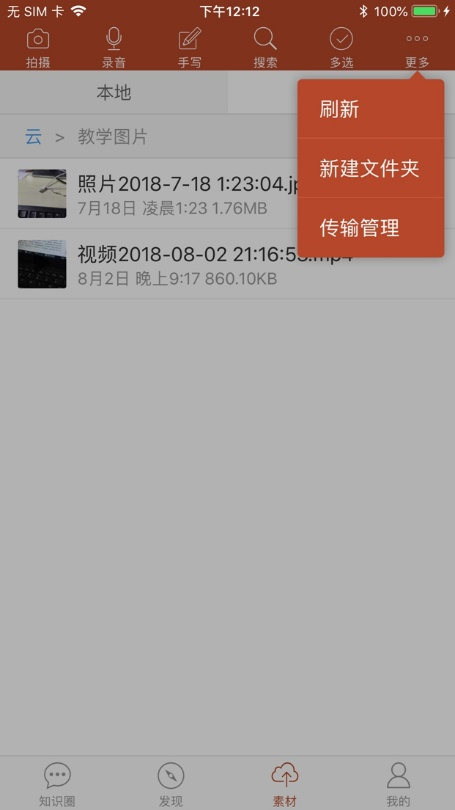 无 SIM 卡 下午12:12 100%
拍摄 录音 手写 搜索 多选 更多
本地
刷新
云 > 教学图片
新建文件夹
照片2018-7-18 1:23:04.jp
7月18日 凌晨1:23 1.76MB
传输管理
视频2018-08-02 21:16:53.mp4
8月2日 晚上9:17 860.10KB
知识圈 发现 素材 我的